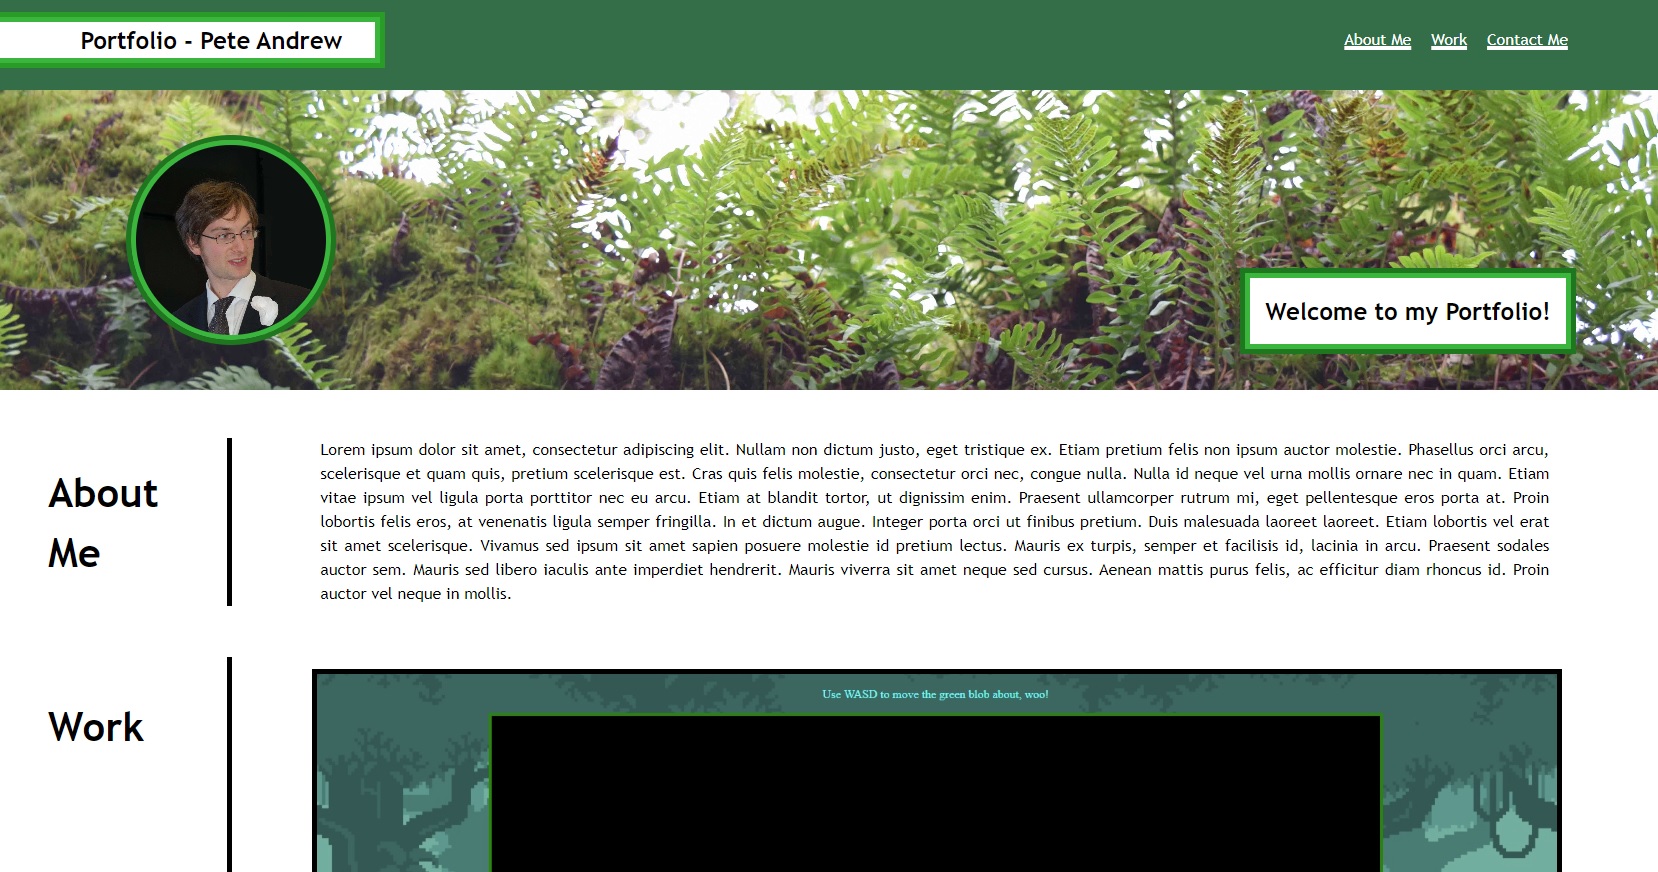 Portfolio - Pete Andrew
About Me Work Contact Me
Welcome to my Portfolio!
About
Me
Lorem ipsum dolor sit amet, consectetur adipiscing elit. Nullam non dictum justo, eget tristique ex. Etiam pretium felis non ipsum auctor molestie. Phasellus orci arcu,
scelerisque et quam quis, pretium scelerisque est. Cras quis felis molestie, consectetur orci nec, congue nulla. Nulla id neque vel urna mollis ornare nec in quam. Etiam
vitae ipsum vel ligula porta porttitor nec eu arcu. Etiam at blandit tortor, ut dignissim enim. Praesent ullamcorper rutrum mi, eget pellentesque eros porta at. Proin
lobortis felis eros, at venenatis ligula semper fringilla. In et dictum augue. Integer porta orci ut finibus pretium. Duis malesuada laoreet laoreet. Etiam lobortis vel erat
sit amet scelerisque. Vivamus sed ipsum sit amet sapien posuere molestie id pretium lectus. Mauris ex turpis, semper et facilisis id, lacinia in arcu. Praesent sodales
auctor sem. Mauris sed libero iaculis ante imperdiet hendrerit. Mauris viverra sit amet neque sed cursus. Aenean mattis purus felis, ac efficitur diam rhoncus id. Proin
auctor vel neque in mollis.
Work
Use WASD to move the green blob about, woo!